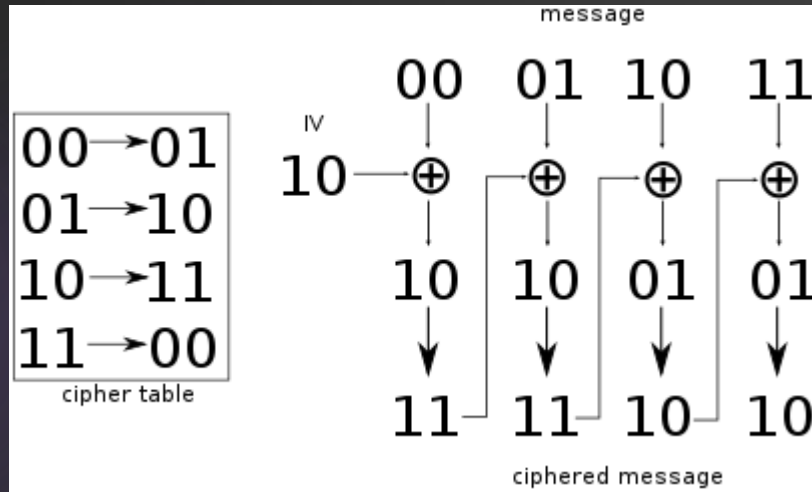 message
00 01 10 11
IV
10
00 01
01 10
10 11
11 00
cipher table
10 10 01 01
11 11 10 10
ciphered message